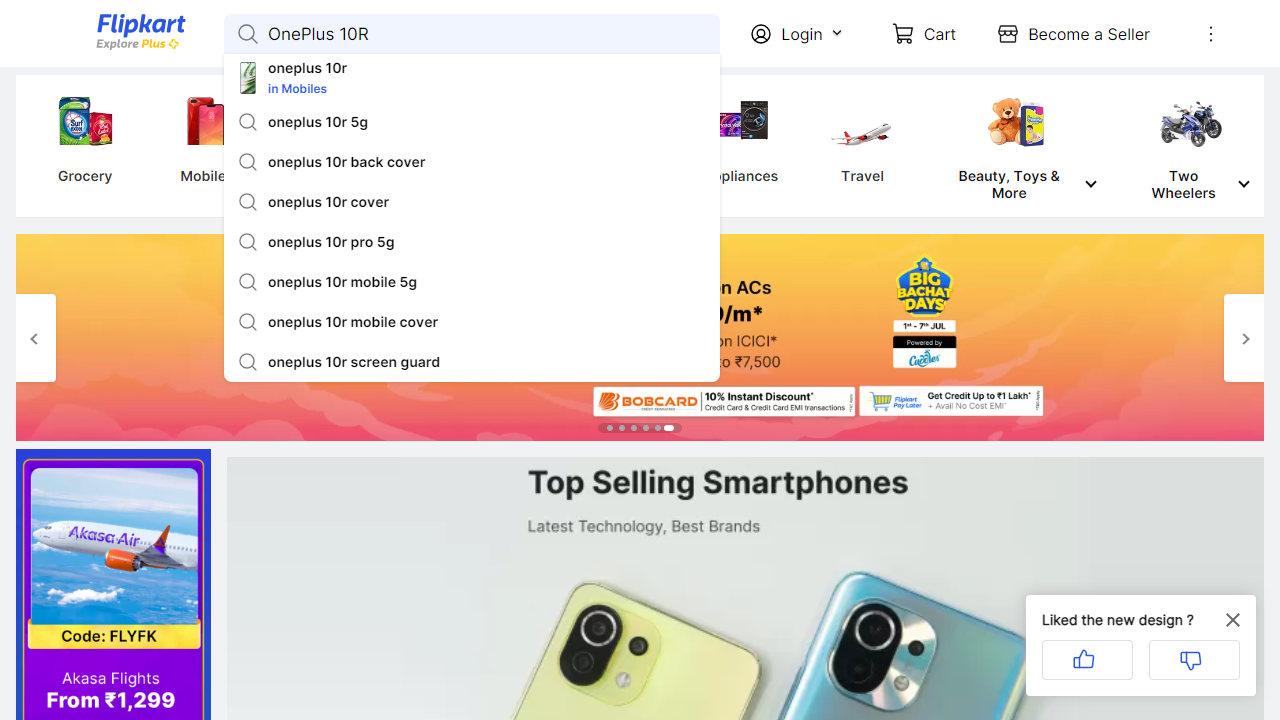 Flipkart
Explore Plus
OnePlus 10R
Login
Cart
Become a Seller
oneplus 10r
in Mobiles
oneplus 10r 5g
oneplus 10r back cover
oneplus 10r cover
oneplus 10r pro 5g
oneplus 10r mobile 5g
oneplus 10r mobile cover
oneplus 10r screen guard
Grocery
Mobile
pliances
Travel
Beauty, Toys &
More
Two
Wheelers
Surf
excel
n ACs
/m*
on ICICI*
to ₹7,500
BIG
BACHAT
DAYS
1st - 7th JUL
Powered by
BOBCARD
10% Instant Discount*
Credit Card & Credit Card EMI transactions
Flipkart
Pay Later
Get Credit Up to ₹1 Lakh*
+ Avail No Cost EMI*
Akasa Air
Code: FLYFK
Akasa Flights
From ₹1,299
Top Selling Smartphones
Latest Technology, Best Brands
Liked the new design ?